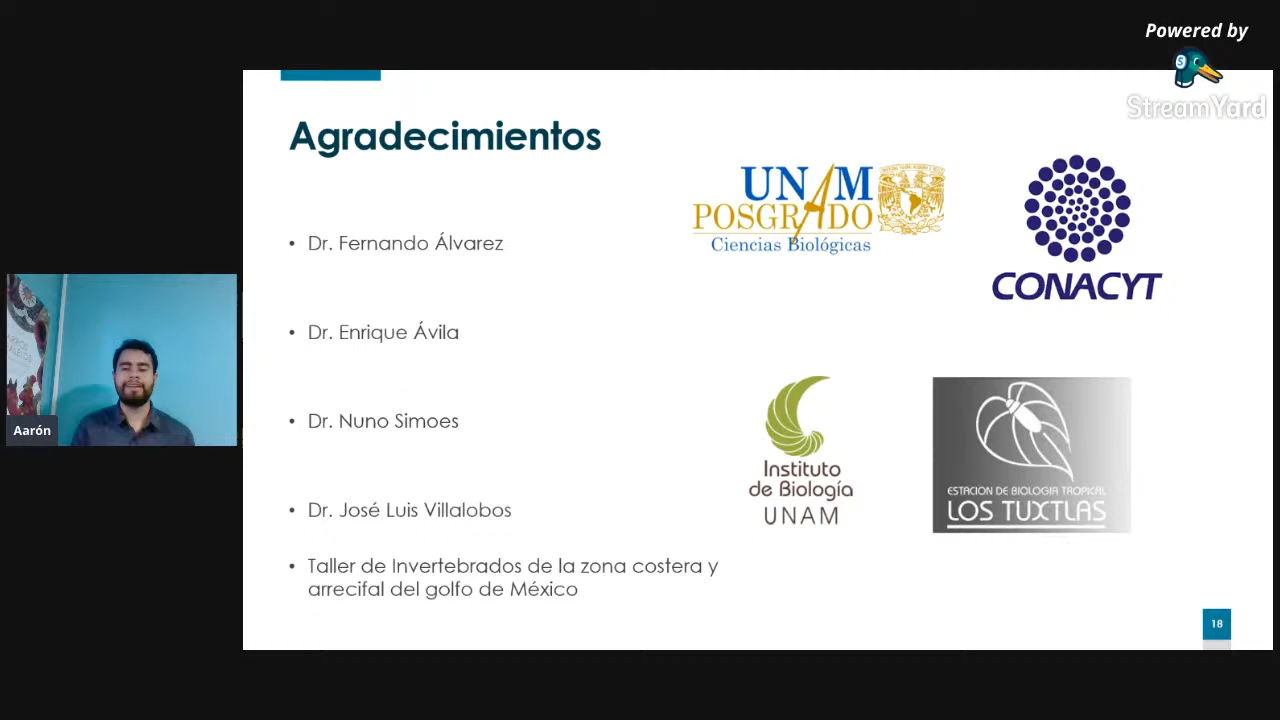 Powered by
StreamYard
Agradecimientos
UNAM
POSGRADO
Ciencias Biológicas
CONACYT
• Dr. Fernando Álvarez
• Dr. Enrique Ávila
• Dr. Nuno Simoes
• Dr. José Luis Villalobos
• Taller de Invertebrados de la zona costera y
arrecifal del golfo de México
Aarón
Instituto
de Biología
UNAM
ESTACION DE BIOLOGIA TROPICAL
LOS TUXTLAS
18